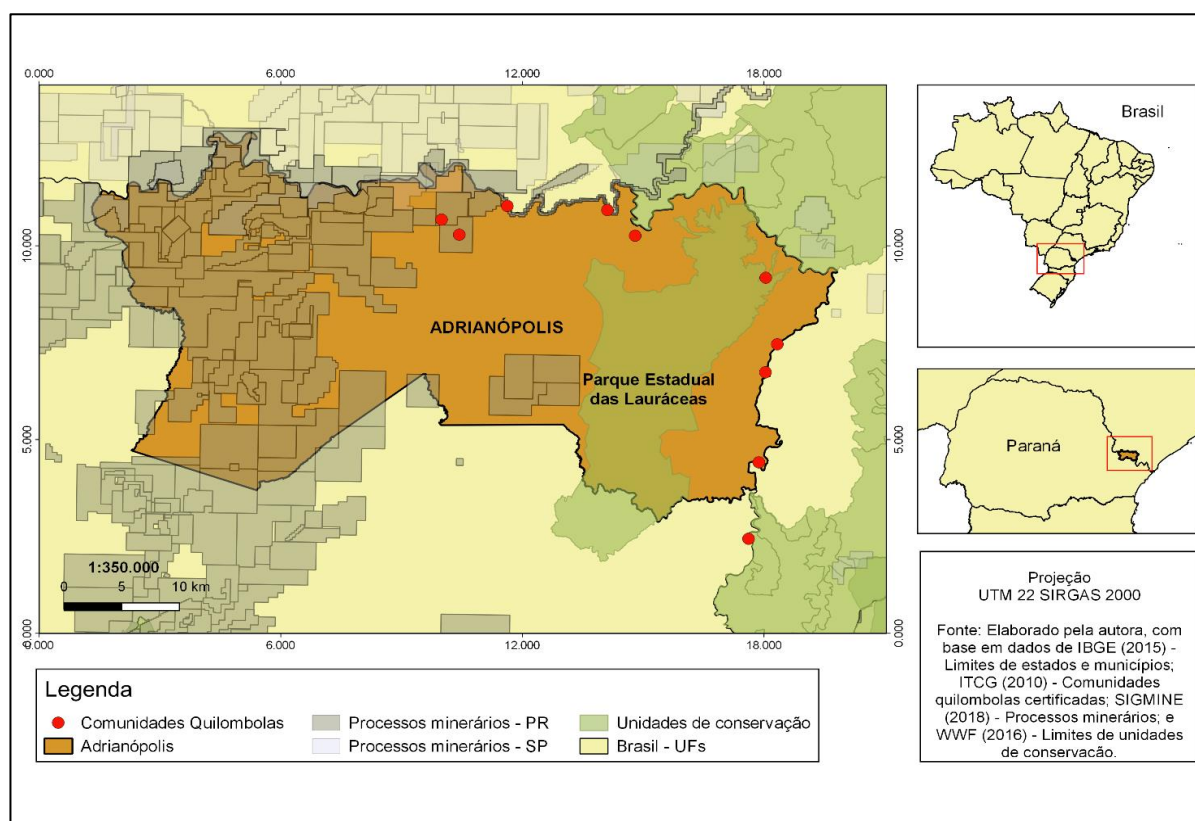 0.000 6.000 12.000 18.000
10.000 10.000
ADRIANÓPOLIS
Parque Estadual
das Lauráceas
5.000 5.000
1:350.000
0 5 10 km
0.000 0.000
0.000 6.000 12.000 18.000
Legenda
Comunidades Quilombolas
Adrianópolis
Processos minerários - PR
Processos minerários - SP
Unidades de conservação
Brasil - UFs
Brasil
Paraná
Projeção
UTM 22 SIRGAS 2000
Fonte: Elaborado pela autora, com
base em dados de IBGE (2015) -
Limites de estados e municípios;
ITCG (2010) - Comunidades
quilombolas certificadas; SIGMINE
(2018) - Processos minerários; e
WWF (2016) - Limites de unidades
de conservação.